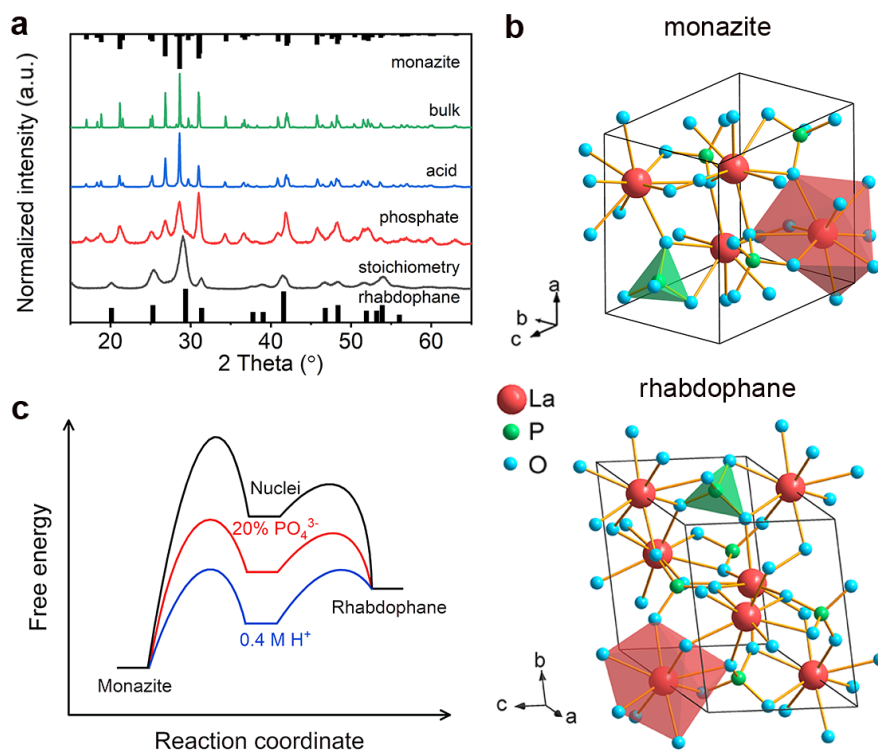 a
Normalized intensity (a.u.)
monazite
bulk
acid
phosphate
stoichiometry
rhabdophane
20 30 40 50 60
2 Theta (°)
b
monazite
a
b
c
rhabdophane
La
P
O
b
c
a
c
Free energy
Nuclei
20% PO₄³⁻
0.4 M H⁺
Monazite
Rhabdophane
Reaction coordinate